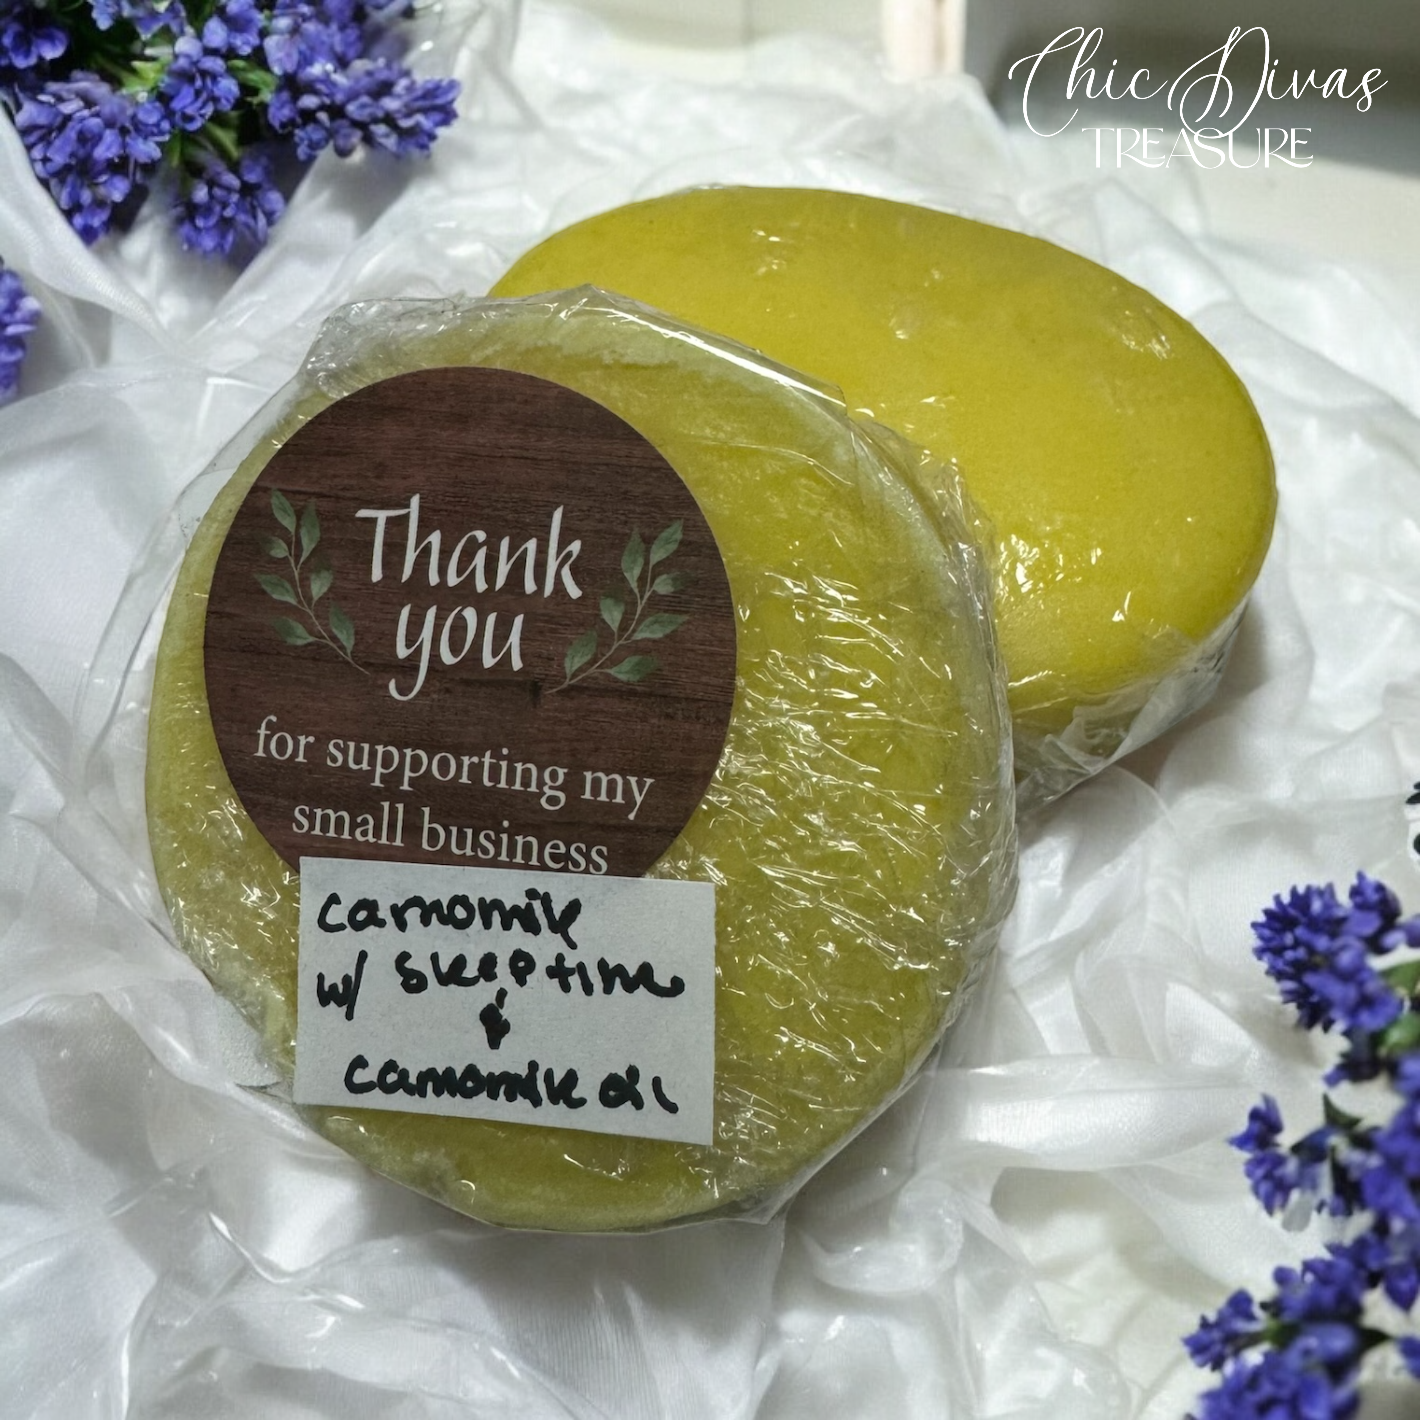 Chic Divas
TREASURE
Thank
you
for supporting my
small business
camomile
w/ sleeptime
&
camomile oil